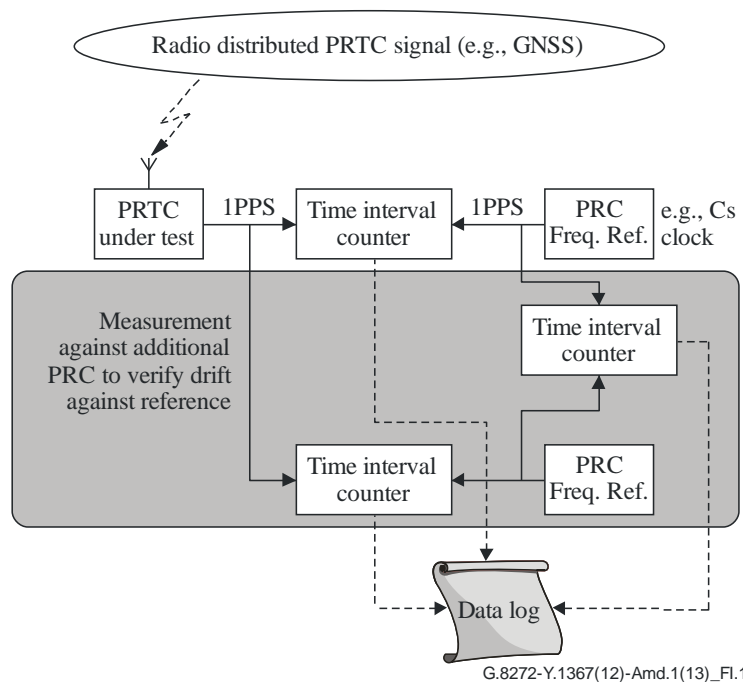 Radio distributed PRTC signal (e.g., GNSS)
PRTC
under test
1PPS
Time interval
counter
1PPS
PRC
Freq. Ref.
e.g., Cs
clock
Measurement
against additional
PRC to verify drift
against reference
Time interval
counter
Time interval
counter
PRC
Freq. Ref.
Data log
G.8272-Y.1367(12)-Amd.1(13)_FI.1